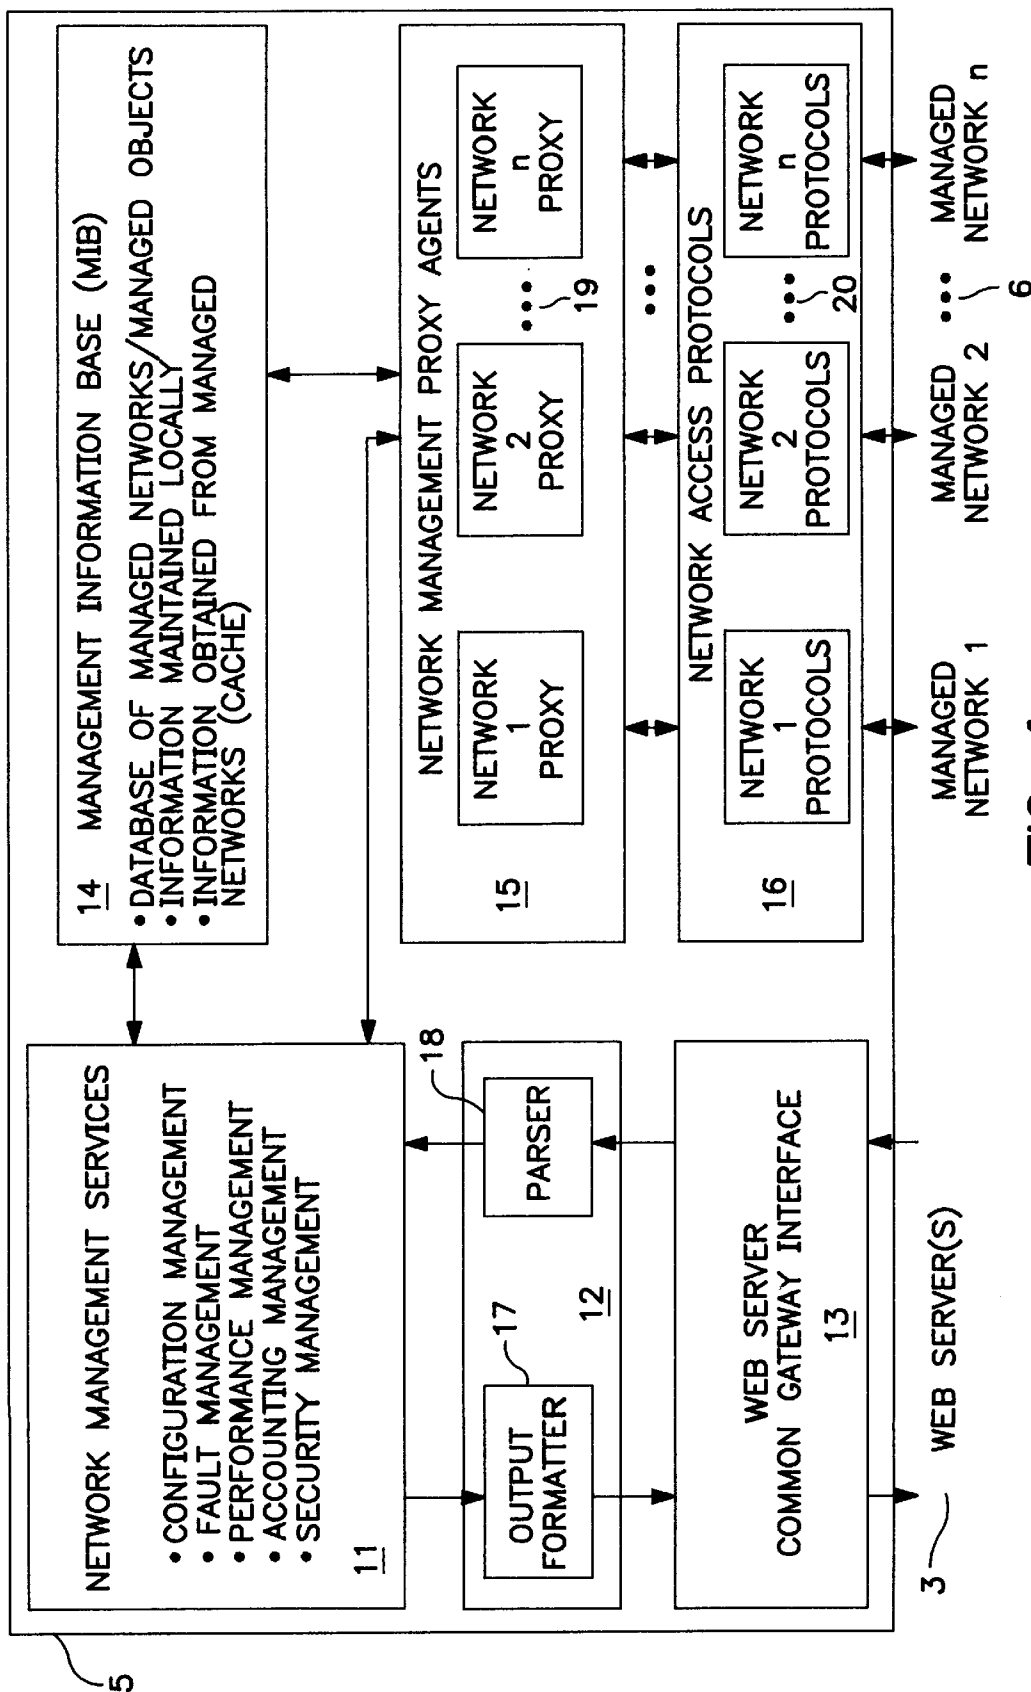 5
NETWORK MANAGEMENT SERVICES
• CONFIGURATION MANAGEMENT
• FAULT MANAGEMENT
• PERFORMANCE MANAGEMENT
• ACCOUNTING MANAGEMENT
• SECURITY MANAGEMENT
11
14 MANAGEMENT INFORMATION BASE (MIB)
• DATABASE OF MANAGED NETWORKS/MANAGED OBJECTS
• INFORMATION MAINTAINED LOCALLY
• INFORMATION OBTAINED FROM MANAGED
NETWORKS (CACHE)
OUTPUT
FORMATTER
17
12
PARSER
18
WEB SERVER
COMMON GATEWAY INTERFACE
13
3 WEB SERVER(S)
NETWORK MANAGEMENT PROXY AGENTS
15
NETWORK
1
PROXY
NETWORK
2
PROXY
•••
19
NETWORK
n
PROXY
•••
NETWORK ACCESS PROTOCOLS
16
NETWORK
1
PROTOCOLS
NETWORK
2
PROTOCOLS
•••
20
NETWORK
n
PROTOCOLS
MANAGED
NETWORK 1
MANAGED
NETWORK 2
•••
6
MANAGED
NETWORK n